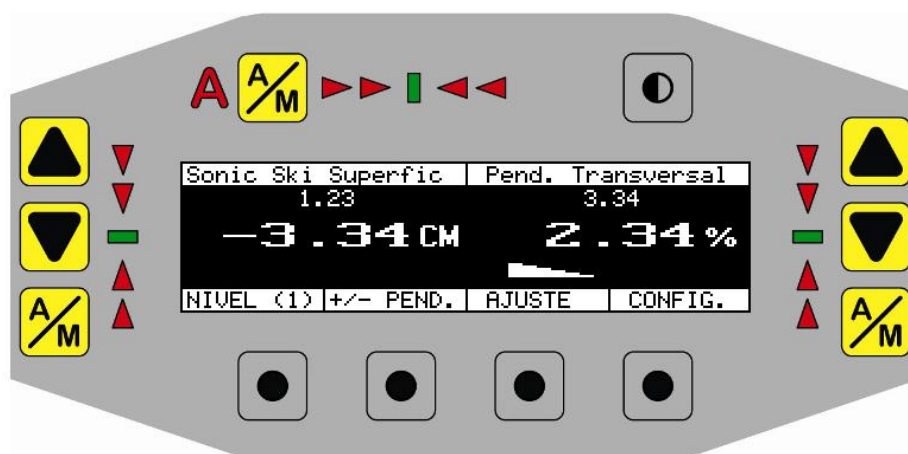 A A/M
Sonic Ski Superfic Pend. Transversal
1.23 3.34
-3.34 CM 2.34 %
NIVEL (1) +/- PEND. AJUSTE CONFIG.
A/M A/M